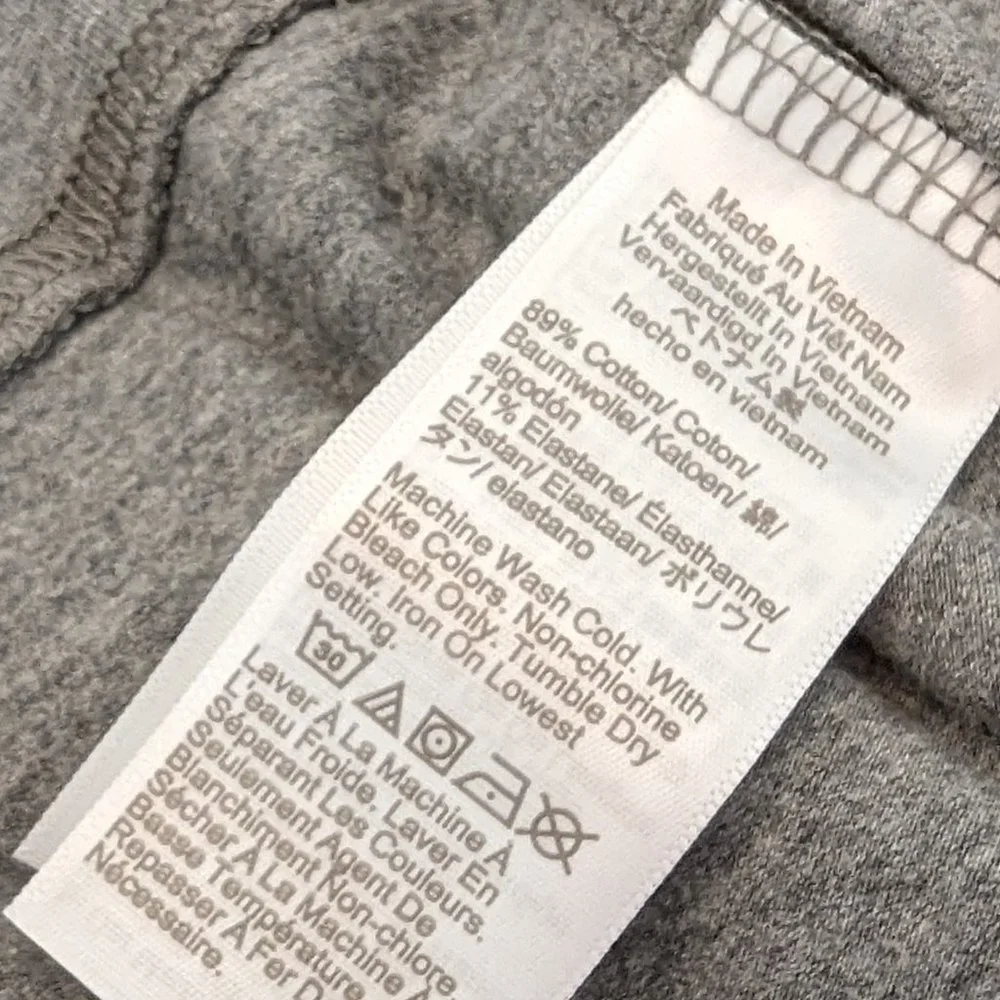 Made In Vietnam
Fabriqué Au Việt Nam
Hergestellt In Vietnam
Vervaardigd In Vietnam
ベトナム製
hecho en vietnam
89% Cotton/ Coton/
Baumwolle/ Katoen/ 綿/
algodón
11% Elastane/ Élasthanne/
Elastan/ Elastaan/ ポリウレ
タン/ elastano
Machine Wash Cold. With
Like Colors. Non-chlorine
Bleach Only. Tumble Dry
Low. Iron On Lowest
Setting.
30
Laver À La Machine À
L'eau Froide. Laver En
Séparant Les Couleurs.
Seulement Agent De
Blanchiment Non-chlore.
Sécher À La Machine À
Basse Température
Repasser À Fer
Nécessaire.